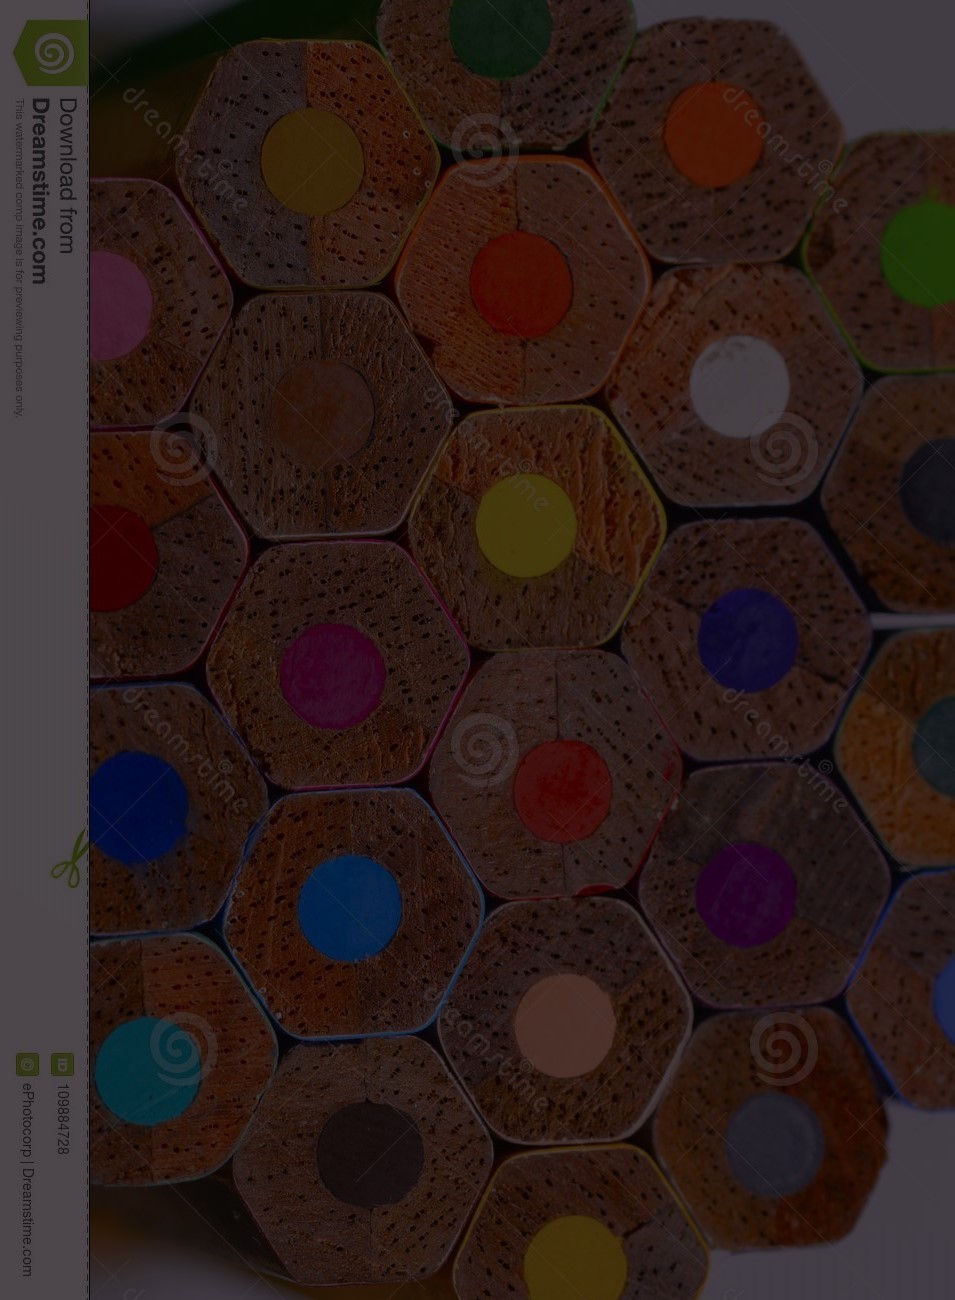 Download from
Dreamstime.com
This watermarked comp image is for previewing purposes only.
ID 109884728
© ePhotocorp | Dreamstime.com
dreamstime
dreamstime
dreamstime
dreamstime
dreamstime
dreamstime